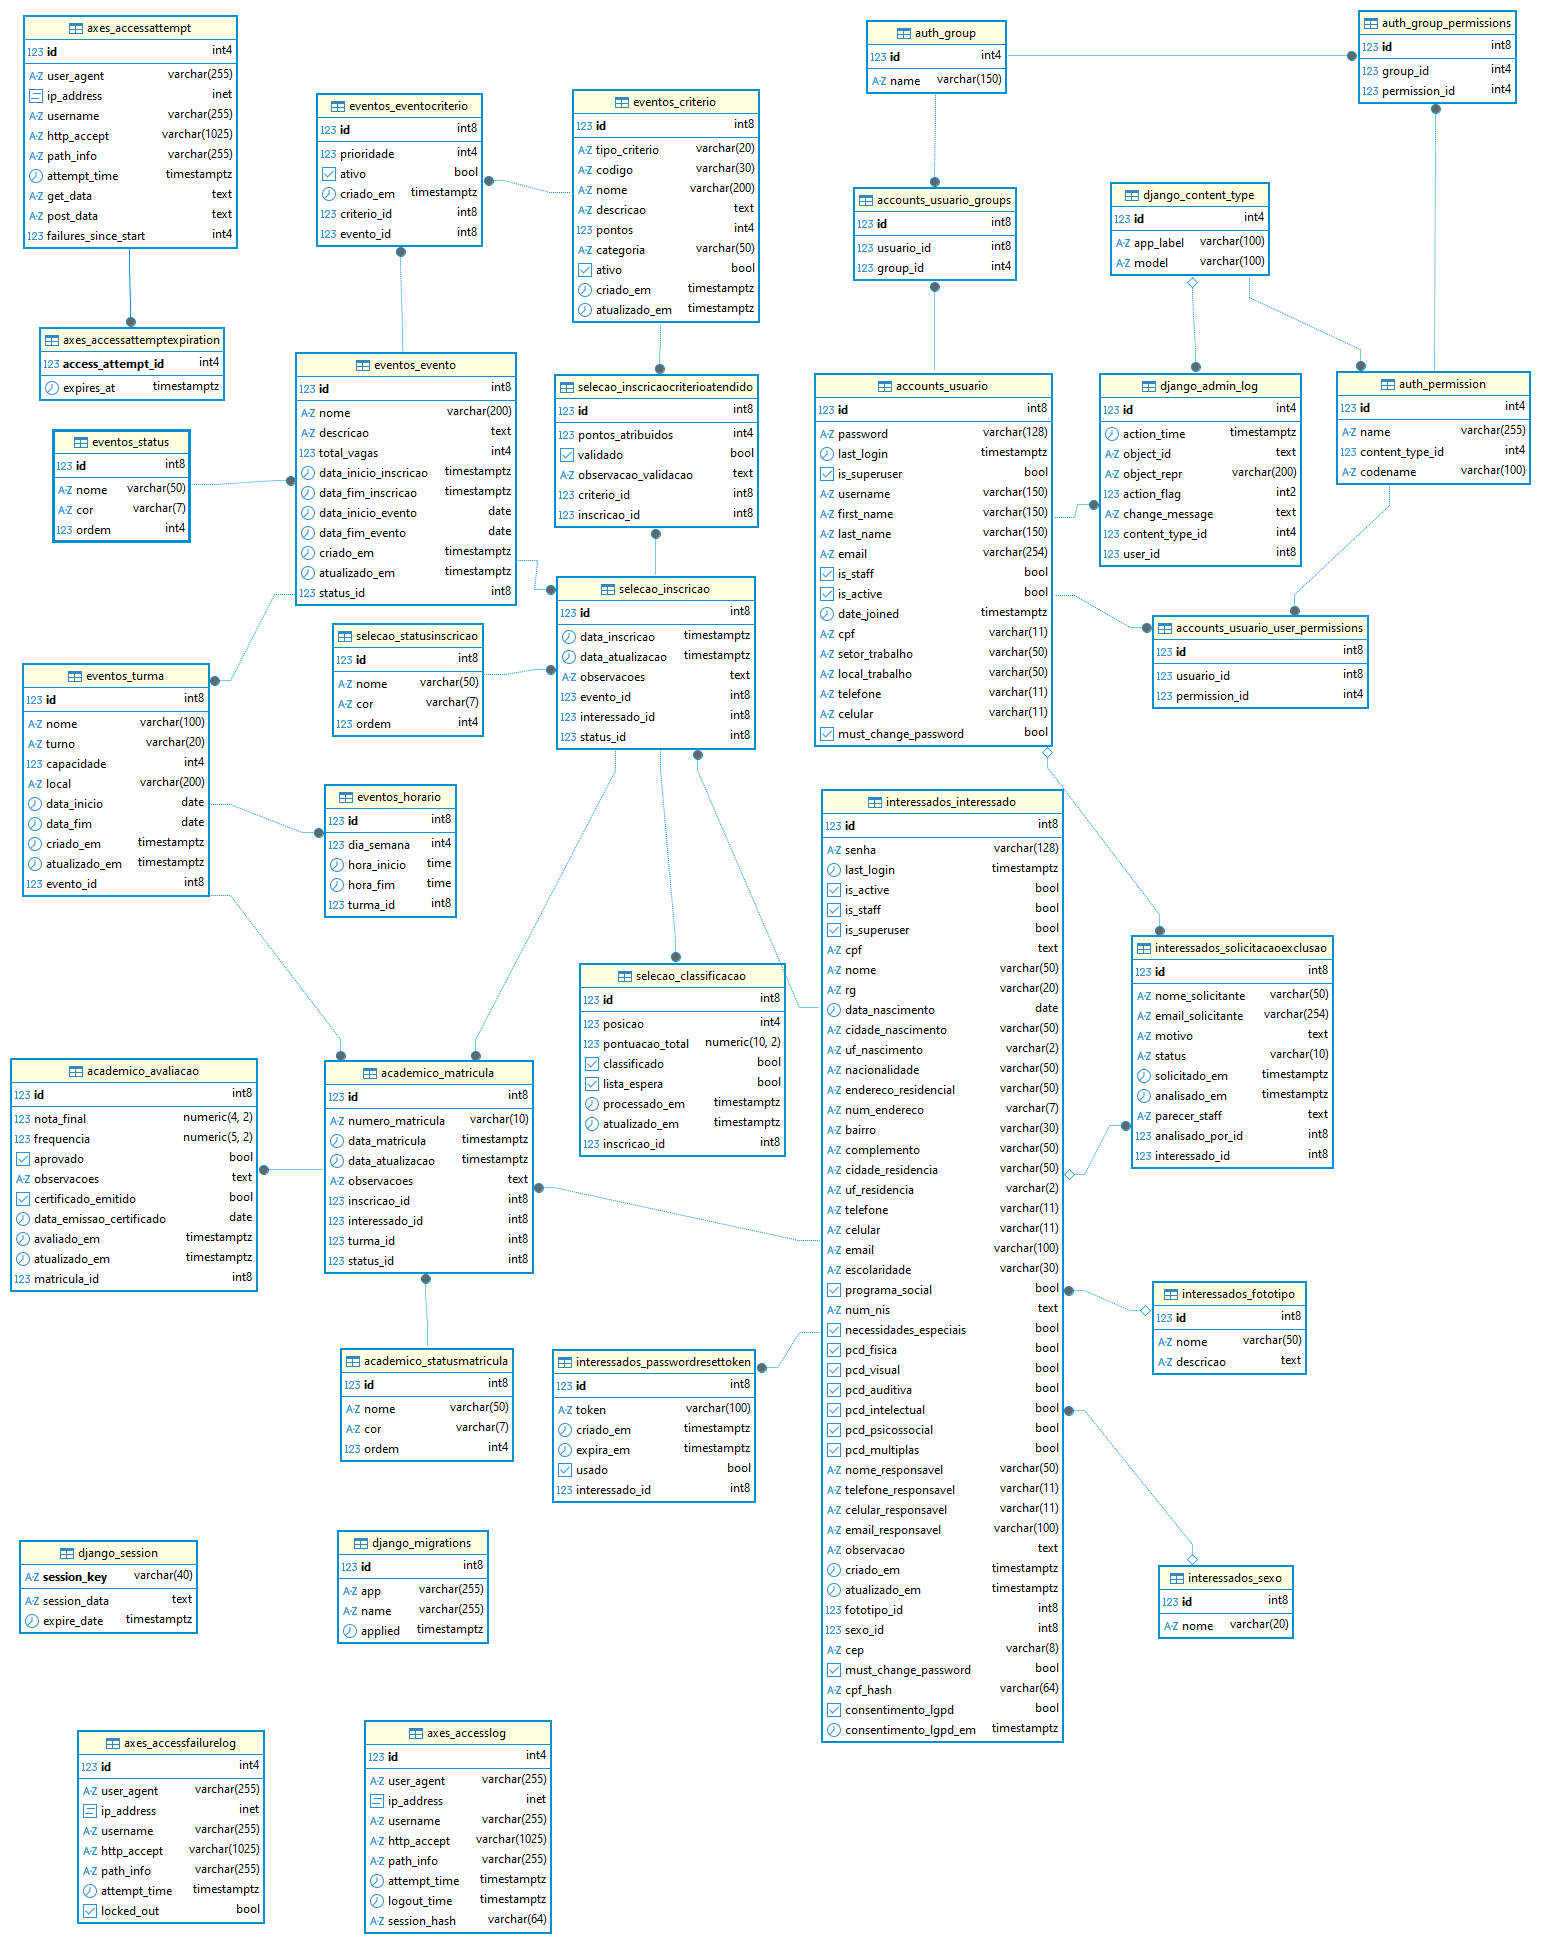 axes_accessattempt
123 id int4
A-Z user_agent varchar(255)
ip_address inet
A-Z username varchar(255)
A-Z http_accept varchar(1025)
A-Z path_info varchar(255)
attempt_time timestamptz
A-Z get_data text
A-Z post_data text
123 failures_since_start int4
axes_accessattemptexpiration
123 access_attempt_id int4
expires_at timestamptz
eventos_status
123 id int8
A-Z nome varchar(50)
A-Z cor varchar(7)
123 ordem int4
eventos_eventocriterio
123 id int8
123 prioridade int4
ativo bool
criado_em timestamptz
123 criterio_id int8
123 evento_id int8
eventos_criterio
123 id int8
A-Z tipo_criterio varchar(20)
A-Z codigo varchar(30)
A-Z nome varchar(200)
A-Z descricao text
123 pontos int4
A-Z categoria varchar(50)
ativo bool
criado_em timestamptz
atualizado_em timestamptz
eventos_evento
123 id int8
A-Z nome varchar(200)
A-Z descricao text
123 total_vagas int4
data_inicio_inscricao timestamptz
data_fim_inscricao timestamptz
data_inicio_evento date
data_fim_evento date
criado_em timestamptz
atualizado_em timestamptz
123 status_id int8
selecao_inscricaocriterioatendido
123 id int8
123 pontos_atribuidos int4
validado bool
A-Z observacao_validacao text
123 criterio_id int8
123 inscricao_id int8
selecao_inscricao
123 id int8
data_inscricao timestamptz
data_atualizacao timestamptz
A-Z observacoes text
123 evento_id int8
123 interessado_id int8
123 status_id int8
selecao_statusinscricao
123 id int8
A-Z nome varchar(50)
A-Z cor varchar(7)
123 ordem int4
eventos_turma
123 id int8
A-Z nome varchar(100)
A-Z turno varchar(20)
123 capacidade int4
A-Z local varchar(200)
data_inicio date
data_fim date
criado_em timestamptz
atualizado_em timestamptz
123 evento_id int8
eventos_horario
123 id int8
123 dia_semana int4
hora_inicio time
hora_fim time
123 turma_id int8
selecao_classificacao
123 id int8
123 posicao int4
123 pontuacao_total numeric(10, 2)
classificado bool
lista_espera bool
processado_em timestamptz
atualizado_em timestamptz
123 inscricao_id int8
academico_avaliacao
123 id int8
123 nota_final numeric(4, 2)
123 frequencia numeric(5, 2)
aprovado bool
A-Z observacoes text
certificado_emitido bool
data_emissao_certificado date
avaliado_em timestamptz
atualizado_em timestamptz
123 matricula_id int8
academico_matricula
123 id int8
A-Z numero_matricula varchar(10)
data_matricula timestamptz
data_atualizacao timestamptz
A-Z observacoes text
123 inscricao_id int8
123 interessado_id int8
123 turma_id int8
123 status_id int8
academico_statusmatricula
123 id int8
A-Z nome varchar(50)
A-Z cor varchar(7)
123 ordem int4
interessados_passwordresettoken
123 id int8
A-Z token varchar(100)
criado_em timestamptz
expira_em timestamptz
usado bool
123 interessado_id int8
auth_group
123 id int4
A-Z name varchar(150)
auth_group_permissions
123 id int8
123 group_id int4
123 permission_id int4
accounts_usuario_groups
123 id int8
123 usuario_id int8
123 group_id int4
django_content_type
123 id int4
A-Z app_label varchar(100)
A-Z model varchar(100)
accounts_usuario
123 id int8
A-Z password varchar(128)
last_login timestamptz
is_superuser bool
A-Z username varchar(150)
A-Z first_name varchar(150)
A-Z last_name varchar(150)
A-Z email varchar(254)
is_staff bool
is_active bool
date_joined timestamptz
A-Z cpf varchar(11)
A-Z setor_trabalho varchar(50)
A-Z local_trabalho varchar(50)
A-Z telefone varchar(11)
A-Z celular varchar(11)
must_change_password bool
django_admin_log
123 id int4
action_time timestamptz
A-Z object_id text
A-Z object_repr varchar(200)
123 action_flag int2
A-Z change_message text
123 content_type_id int4
123 user_id int8
auth_permission
123 id int4
A-Z name varchar(255)
123 content_type_id int4
A-Z codename varchar(100)
accounts_usuario_user_permissions
123 id int8
123 usuario_id int8
123 permission_id int4
interessados_interessado
123 id int8
A-Z senha varchar(128)
last_login timestamptz
is_active bool
is_staff bool
is_superuser bool
A-Z cpf text
A-Z nome varchar(50)
A-Z rg varchar(20)
data_nascimento date
A-Z cidade_nascimento varchar(50)
A-Z uf_nascimento varchar(2)
A-Z nacionalidade varchar(50)
A-Z endereco_residencial varchar(50)
A-Z num_endereco varchar(7)
A-Z bairro varchar(30)
A-Z complemento varchar(50)
A-Z cidade_residencia varchar(50)
A-Z uf_residencia varchar(2)
A-Z telefone varchar(11)
A-Z celular varchar(11)
A-Z email varchar(100)
A-Z escolaridade varchar(30)
programa_social bool
A-Z num_nis text
necessidades_especiais bool
pcd_fisica bool
pcd_visual bool
pcd_auditiva bool
pcd_intelectual bool
pcd_psicossocial bool
pcd_multiplas bool
A-Z nome_responsavel varchar(50)
A-Z telefone_responsavel varchar(11)
A-Z celular_responsavel varchar(11)
A-Z email_responsavel varchar(100)
A-Z observacao text
criado_em timestamptz
atualizado_em timestamptz
123 fototipo_id int8
123 sexo_id int8
A-Z cep varchar(8)
must_change_password bool
A-Z cpf_hash varchar(64)
consentimento_lgpd bool
consentimento_lgpd_em timestamptz
interessados_solicitacaoexclusao
123 id int8
A-Z nome_solicitante varchar(50)
A-Z email_solicitante varchar(254)
A-Z motivo text
A-Z status varchar(10)
solicitado_em timestamptz
analisado_em timestamptz
A-Z parecer_staff text
123 analisado_por_id int8
123 interessado_id int8
interessados_fototipo
123 id int8
A-Z nome varchar(50)
A-Z descricao text
interessados_sexo
123 id int8
A-Z nome varchar(20)
django_session
A-Z session_key varchar(40)
A-Z session_data text
expire_date timestamptz
django_migrations
123 id int8
A-Z app varchar(255)
A-Z name varchar(255)
applied timestamptz
axes_accessfailurelog
123 id int4
A-Z user_agent varchar(255)
ip_address inet
A-Z username varchar(255)
A-Z http_accept varchar(1025)
A-Z path_info varchar(255)
attempt_time timestamptz
locked_out bool
axes_accesslog
123 id int4
A-Z user_agent varchar(255)
ip_address inet
A-Z username varchar(255)
A-Z http_accept varchar(1025)
A-Z path_info varchar(255)
attempt_time timestamptz
logout_time timestamptz
A-Z session_hash varchar(64)